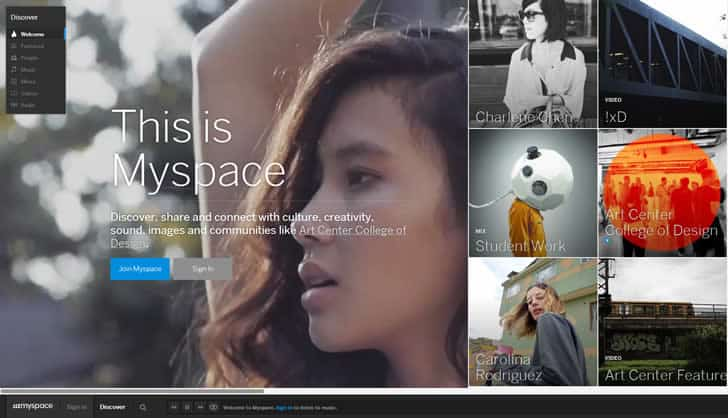 Discover
Welcome
Featured
People
Music
Mixes
Videos
Radio
This is
Myspace
Discover, share and connect with culture, creativity,
sound, images and communities like Art Center College of
Design.
Join Myspace
Sign In
Charlene Chen
VIDEO
!xD
MIX
Student Work
Art Center
College of Design
Carolina
Rodriguez
VIDEO
Art Center Feature
myspace
Sign in
Discover
Welcome to Myspace. Sign in to listen to music.